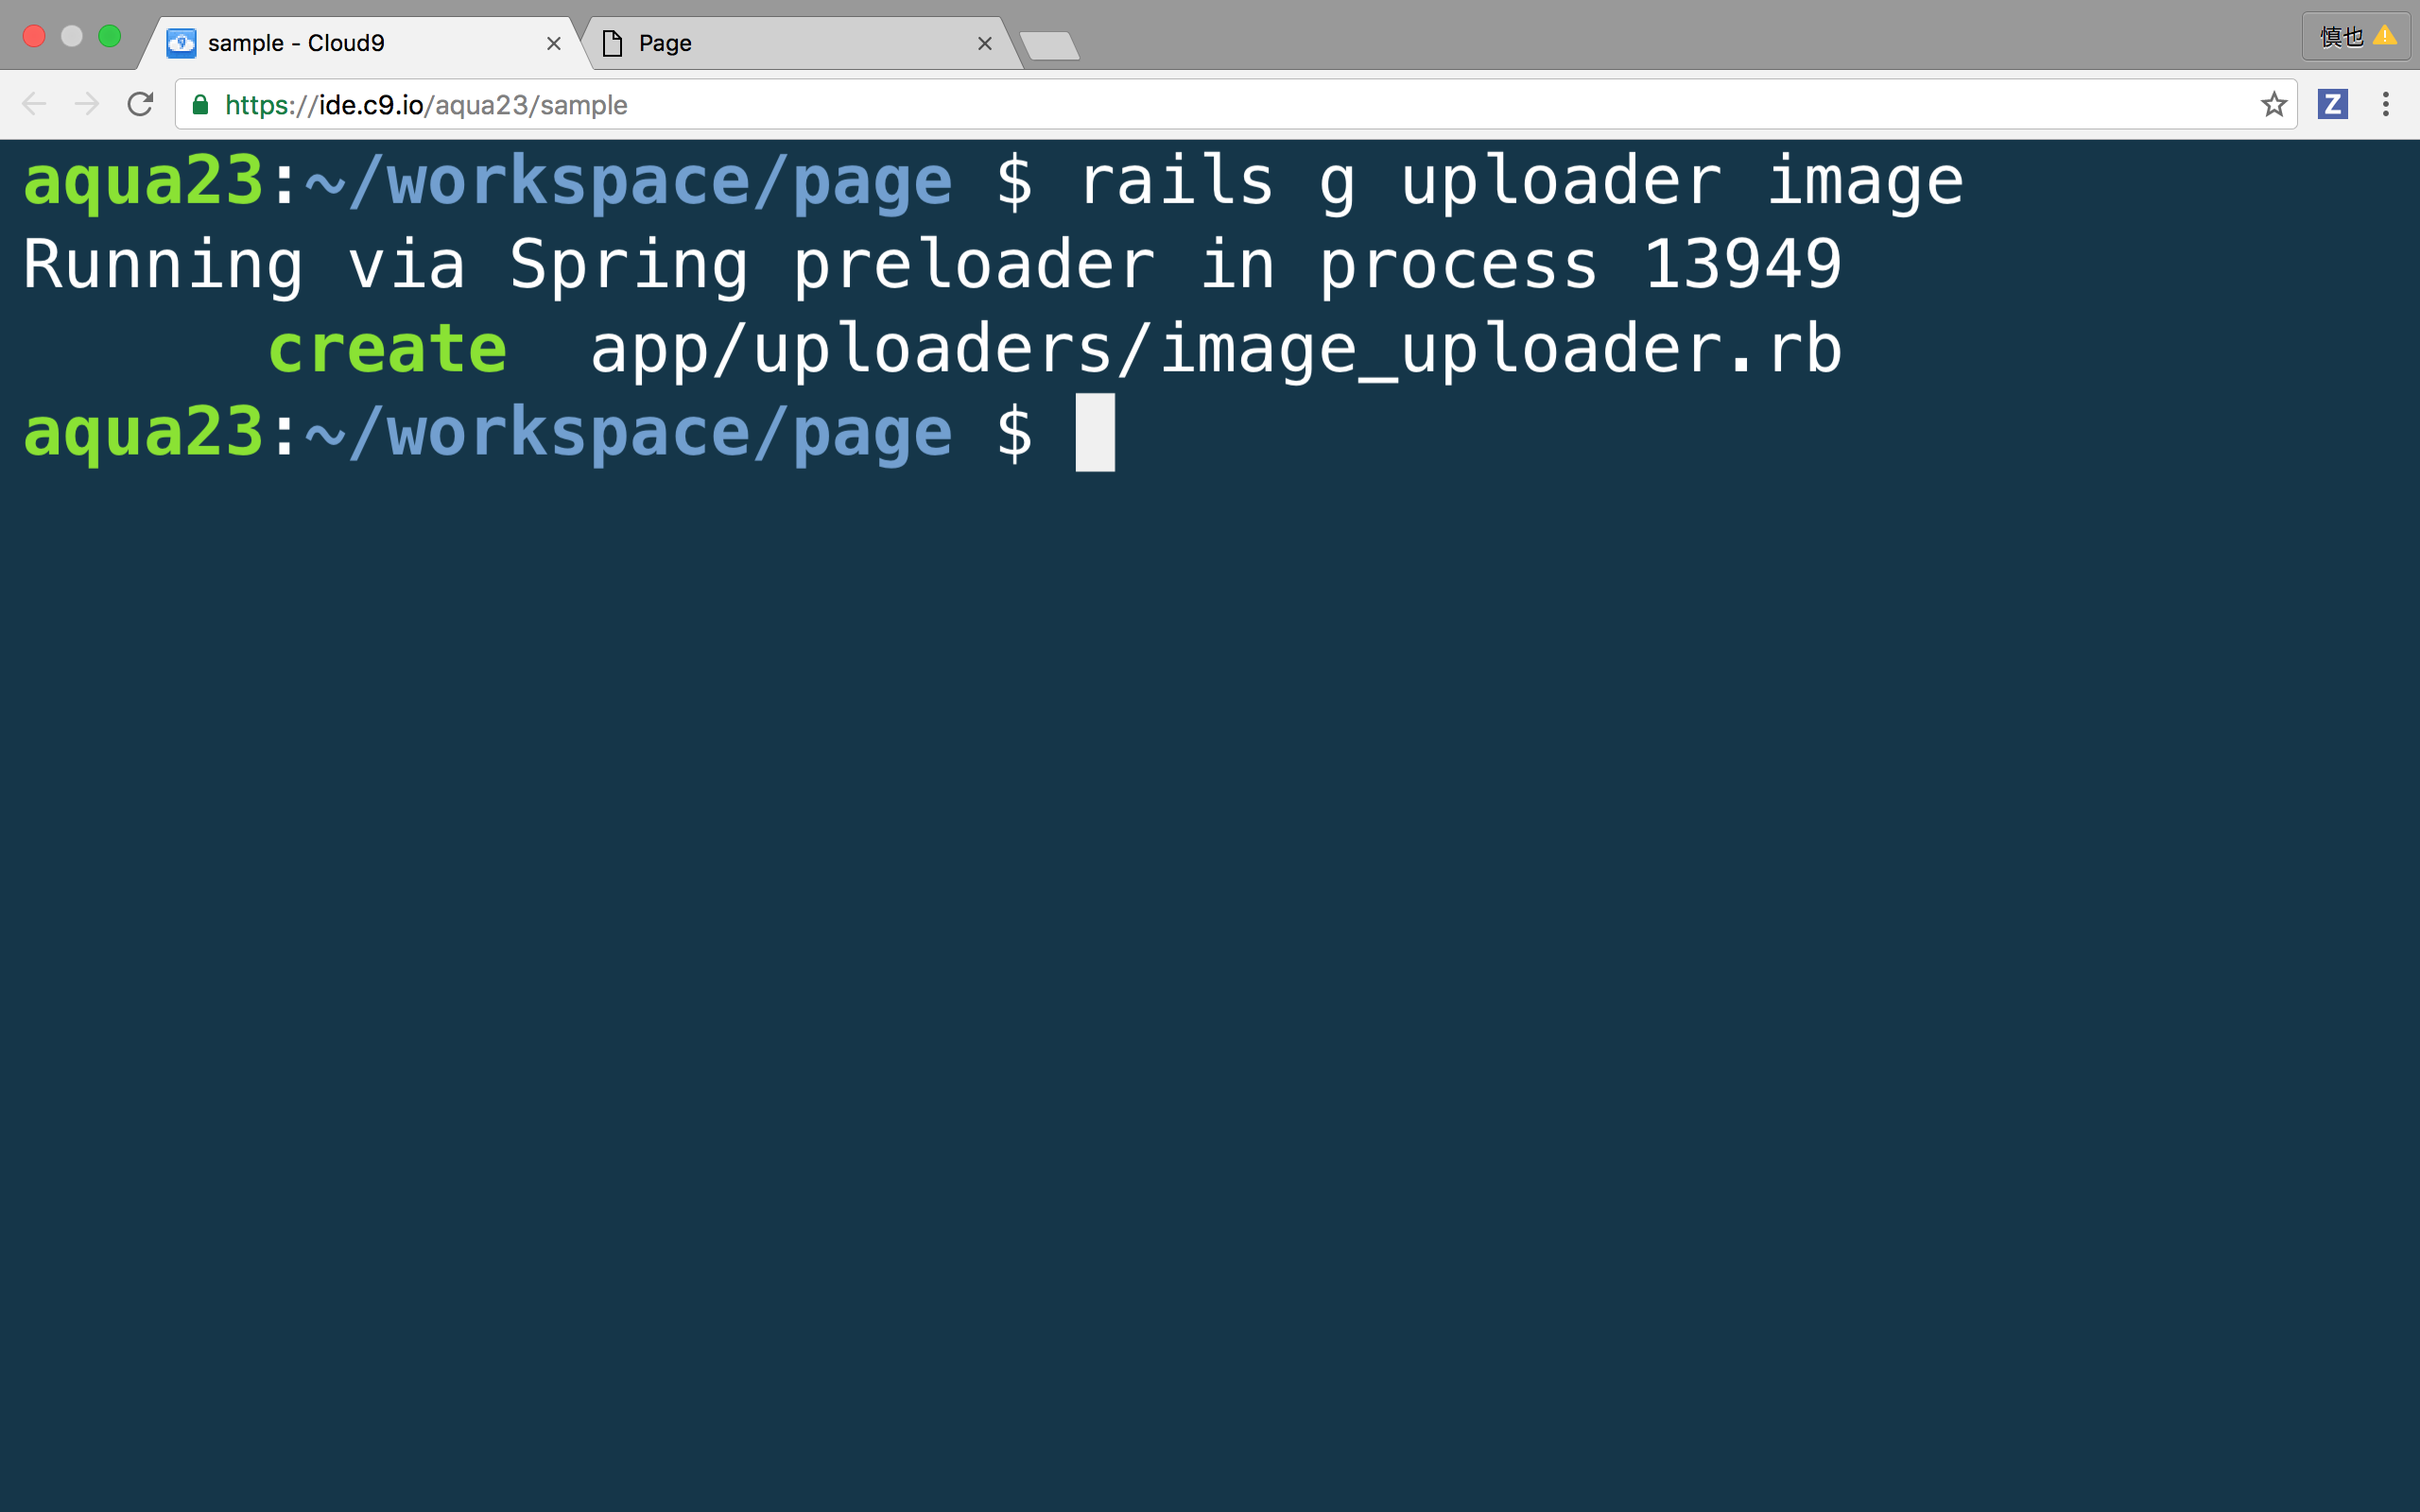 sample - Cloud9
Page
慎也
https://ide.c9.io/aqua23/sample
Z
aqua23:~/workspace/page $ rails g uploader image
Running via Spring preloader in process 13949
create app/uploaders/image_uploader.rb
aqua23:~/workspace/page $